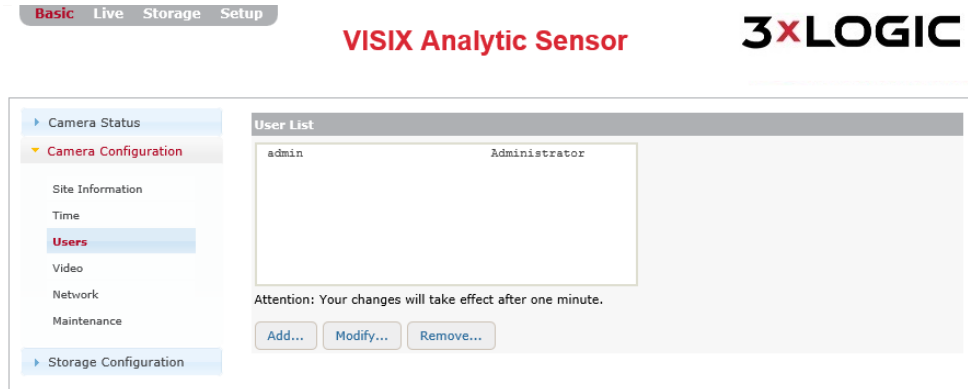 Basic Live Storage Setup
VISIX Analytic Sensor
3xLOGIC
Camera Status
Camera Configuration
Site Information
Time
Users
Video
Network
Maintenance
Storage Configuration
User List
admin Administrator
Attention: Your changes will take effect after one minute.
Add... Modify... Remove...